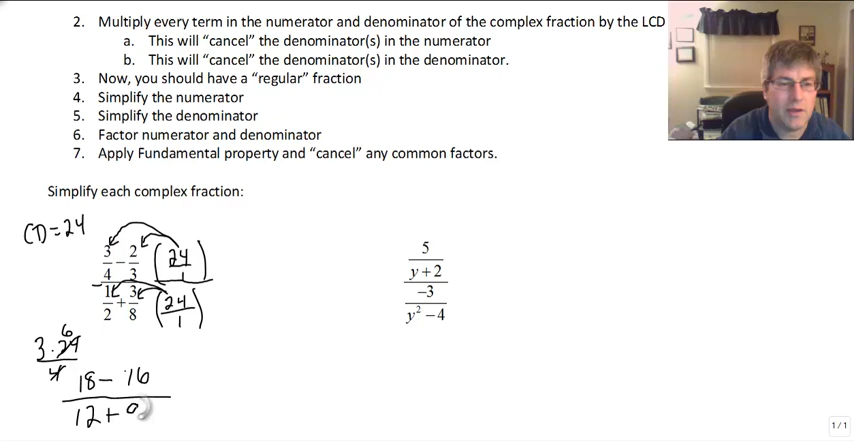 2. Multiply every term in the numerator and denominator of the complex fraction by the LCD
a. This will “cancel” the denominator(s) in the numerator
b. This will “cancel” the denominator(s) in the denominator.
3. Now, you should have a “regular” fraction
4. Simplify the numerator
5. Simplify the denominator
6. Factor numerator and denominator
7. Apply Fundamental property and “cancel” any common factors.
Simplify each complex fraction:
CD=24
3 2 (24
4 – 3 1)
1 3 (24
2 + 8 1)
5
y+2
-3
y² – 4
6
3·24
4
18 – 16
12 + 9
1/1